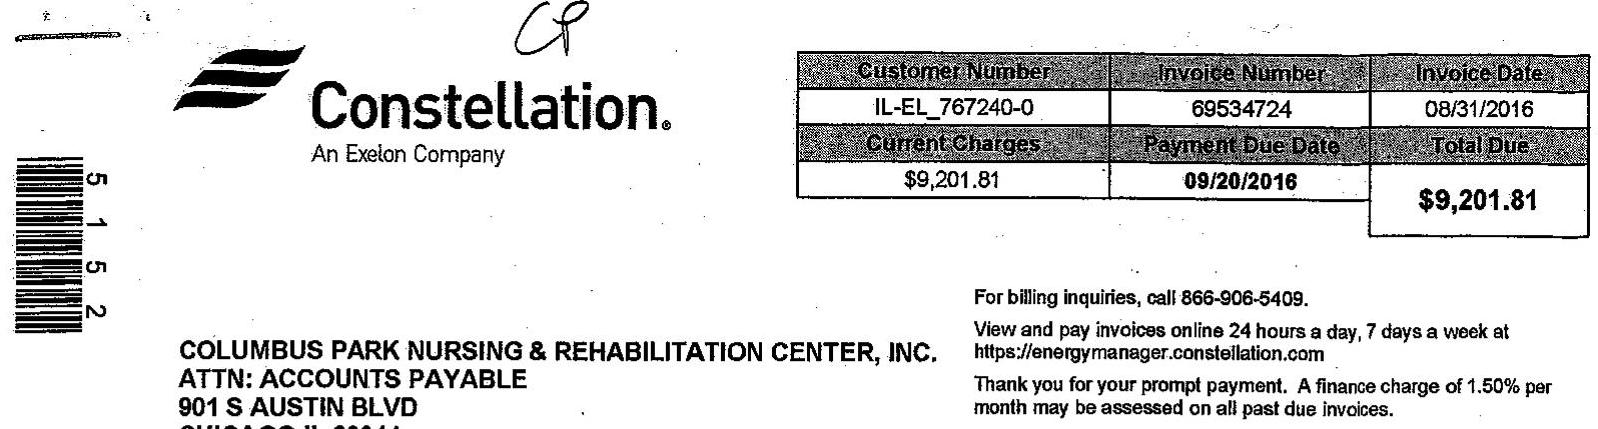 CP
Constellation®
An Exelon Company
Customer Number Invoice Number Invoice Date
IL-EL_767240-0 69534724 08/31/2016
Current Charges Payment Due Date Total Due
$9,201.81 09/20/2016 $9,201.81
5152
For billing inquiries, call 866-906-5409.
View and pay invoices online 24 hours a day, 7 days a week at
https://energymanager.constellation.com
Thank you for your prompt payment. A finance charge of 1.50% per
month may be assessed on all past due invoices.
COLUMBUS PARK NURSING & REHABILITATION CENTER, INC.
ATTN: ACCOUNTS PAYABLE
901 S AUSTIN BLVD